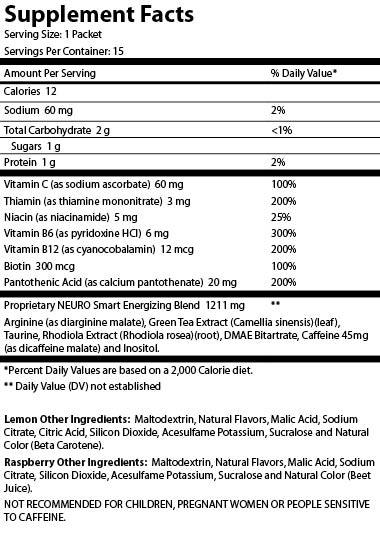 Supplement Facts
Serving Size: 1 Packet
Servings Per Container: 15
Amount Per Serving % Daily Value*
Calories 12
Sodium 60 mg 2%
Total Carbohydrate 2 g <1%
Sugars 1 g
Protein 1 g 2%
Vitamin C (as sodium ascorbate) 60 mg 100%
Thiamin (as thiamine mononitrate) 3 mg 200%
Niacin (as niacinamide) 5 mg 25%
Vitamin B6 (as pyridoxine HCI) 6 mg 300%
Vitamin B12 (as cyanocobalamin) 12 mcg 200%
Biotin 300 mcg 100%
Pantothenic Acid (as calcium pantothenate) 20 mg 200%
Proprietary NEURO Smart Energizing Blend 1211 mg **
Arginine (as diarginine malate), Green Tea Extract (Camellia sinensis)(leaf),
Taurine, Rhodiola Extract (Rhodiola rosea)(root), DMAE Bitartrate, Caffeine 45mg
(as dicaffeine malate) and Inositol.
*Percent Daily Values are based on a 2,000 Calorie diet.
** Daily Value (DV) not established
Lemon Other Ingredients: Maltodextrin, Natural Flavors, Malic Acid, Sodium
Citrate, Citric Acid, Silicon Dioxide, Acesulfame Potassium, Sucralose and Natural
Color (Beta Carotene).
Raspberry Other Ingredients: Maltodextrin, Natural Flavors, Malic Acid, Sodium
Citrate, Silicon Dioxide, Acesulfame Potassium, Sucralose and Natural Color (Beet
Juice).
NOT RECOMMENDED FOR CHILDREN, PREGNANT WOMEN OR PEOPLE SENSITIVE
TO CAFFEINE.